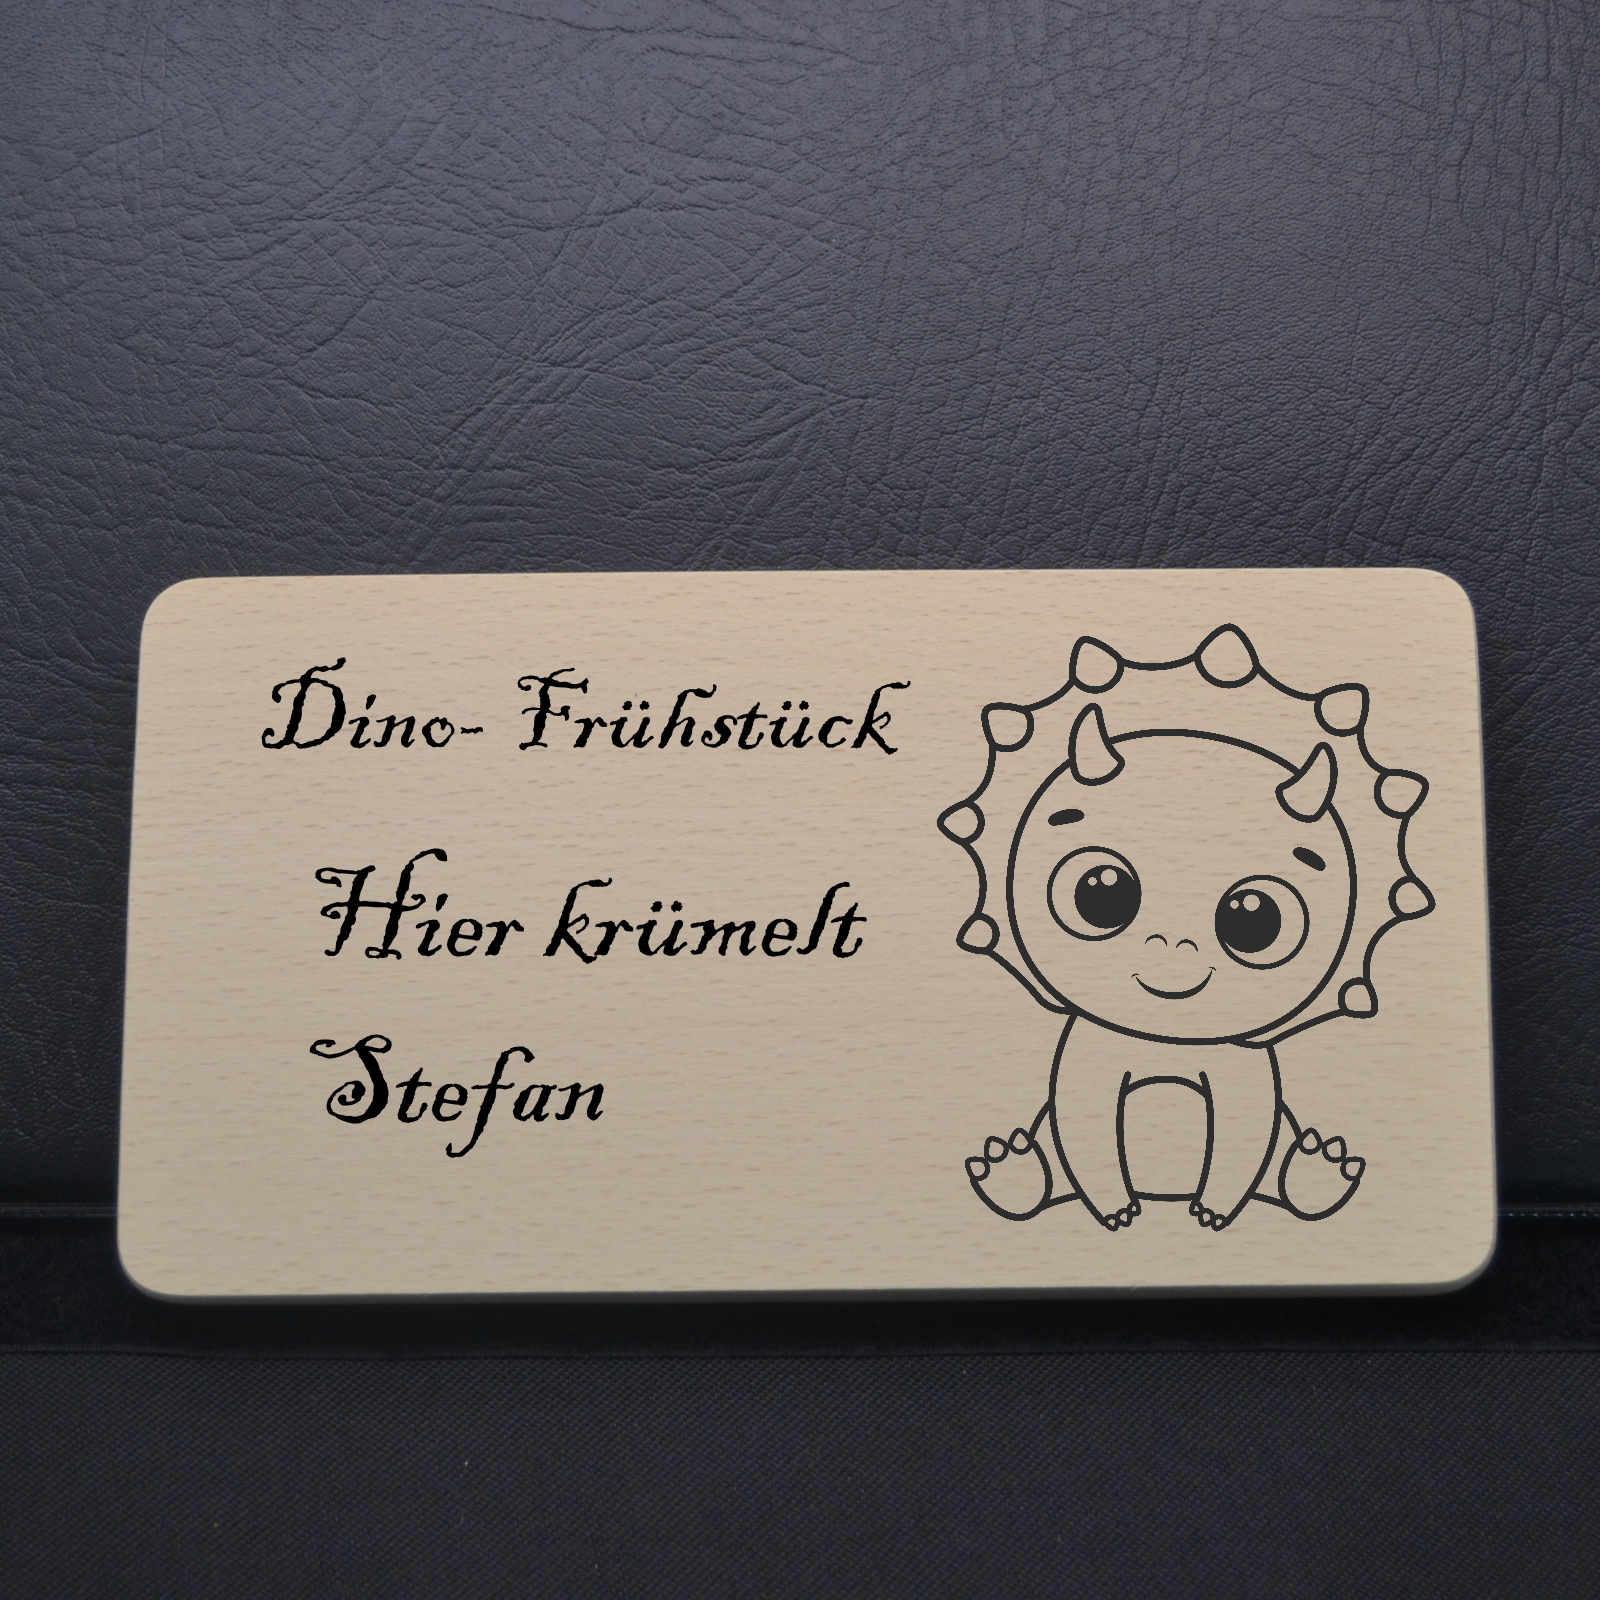 Dino- Frühstück
Hier krümelt
Stefan